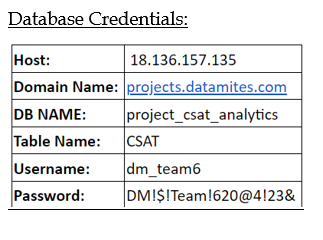 Database Credentials:
Host: 18.136.157.135
Domain Name: projects.datamites.com
DB NAME: project_csat_analytics
Table Name: CSAT
Username: dm_team6
Password: DM!$!Team!620@4!23&